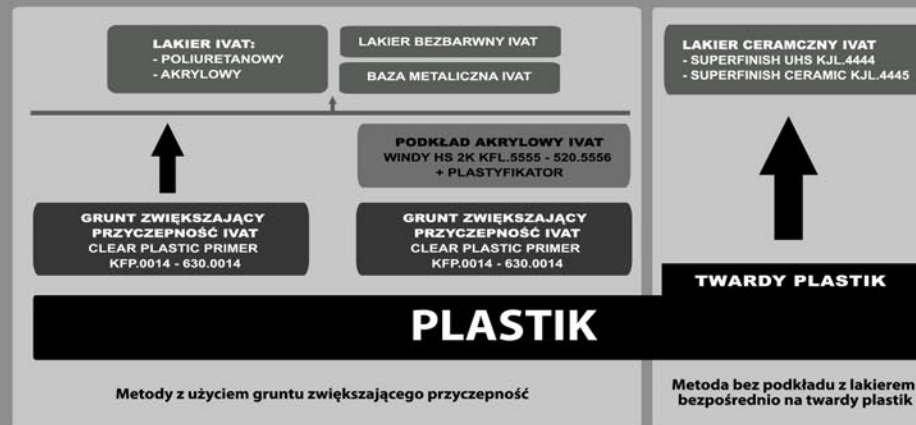 LAKIER IVAT:
- POLIURETANOWY
- AKRYLOWY
LAKIER BEZBARWNY IVAT
BAZA METALICZNA IVAT
PODKŁAD AKRYLOWY IVAT
WINDY HS 2K KFL.5555 - 520.5556
+ PLASTYFIKATOR
GRUNT ZWIĘKSZAJĄCY
PRZYCZEPNOŚĆ IVAT
CLEAR PLASTIC PRIMER
KFP.0014 - 630.0014
GRUNT ZWIĘKSZAJĄCY
PRZYCZEPNOŚĆ IVAT
CLEAR PLASTIC PRIMER
KFP.0014 - 630.0014
PLASTIK
Metody z użyciem gruntu zwiększającego przyczepność
LAKIER CERAMCZNY IVAT
- SUPERFINISH UHS KJL.4444
- SUPERFINISH CERAMIC KJL.4445
TWARDY PLASTIK
Metoda bez podkładu z lakierem
bezpośrednio na twardy plastik